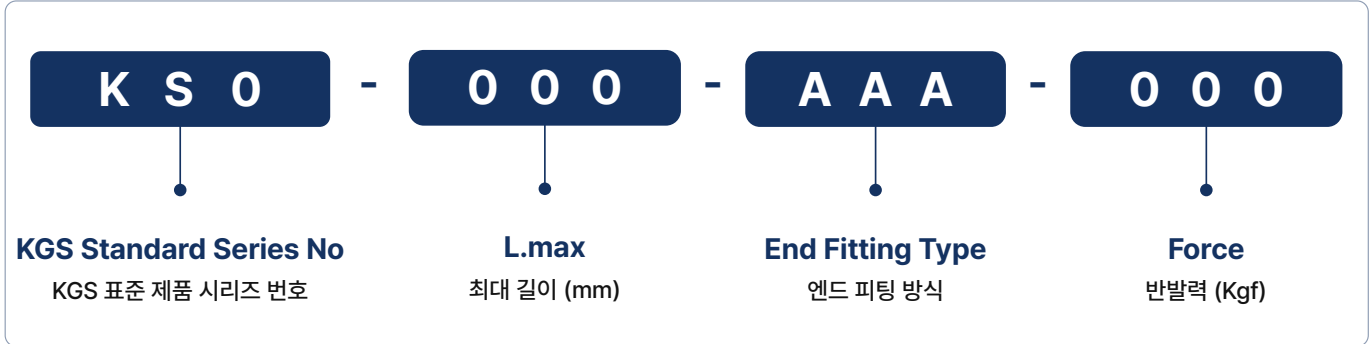 K S 0 - 0 0 0 - A A A - 0 0 0
KGS Standard Series No
KGS 표준 제품 시리즈 번호
L.max
최대 길이 (mm)
End Fitting Type
엔드 피팅 방식
Force
반발력 (Kgf)